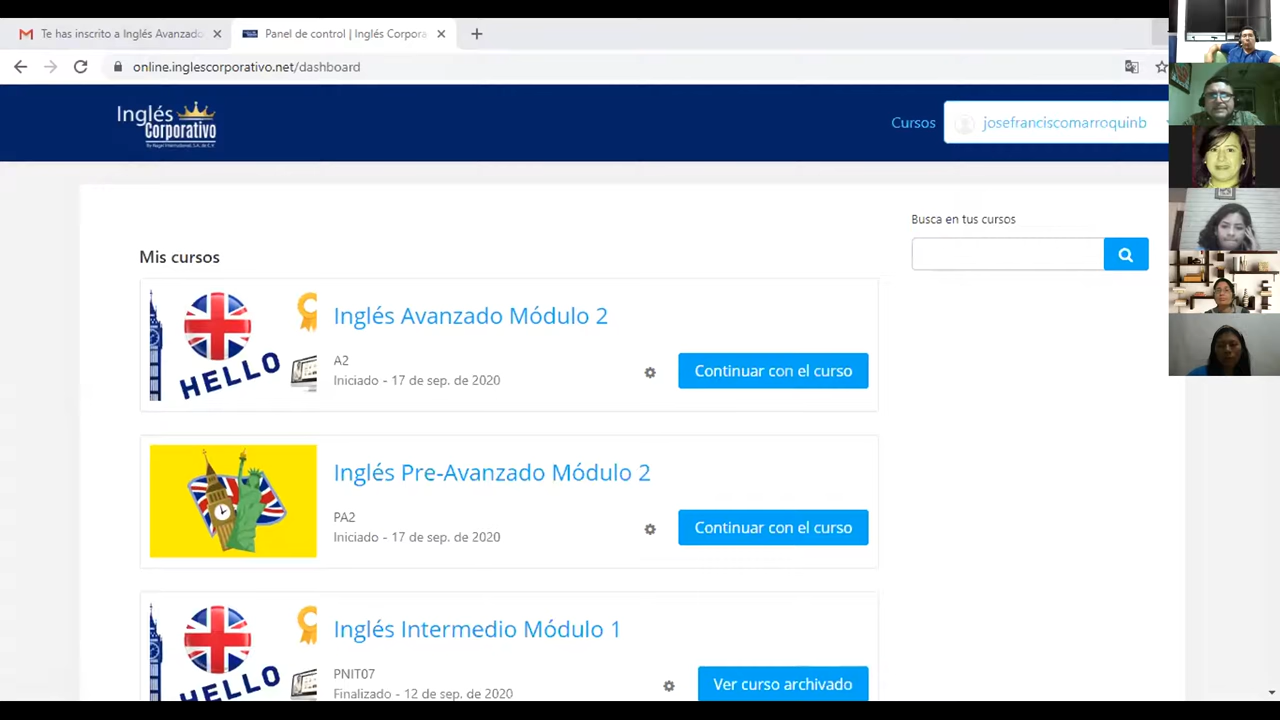 Te has inscrito a Inglés Avanzado
Panel de control | Inglés Corpora
online.inglescorporativo.net/dashboard
Inglés
Corporativo
Cursos
josefranciscomarroquinb
Busca en tus cursos
Mis cursos
HELLO
Inglés Avanzado Módulo 2
A2
Iniciado - 17 de sep. de 2020
Continuar con el curso
Inglés Pre-Avanzado Módulo 2
PA2
Iniciado - 17 de sep. de 2020
Continuar con el curso
HELLO
Inglés Intermedio Módulo 1
PNIT07
Finalizado - 12 de sep. de 2020
Ver curso archivado